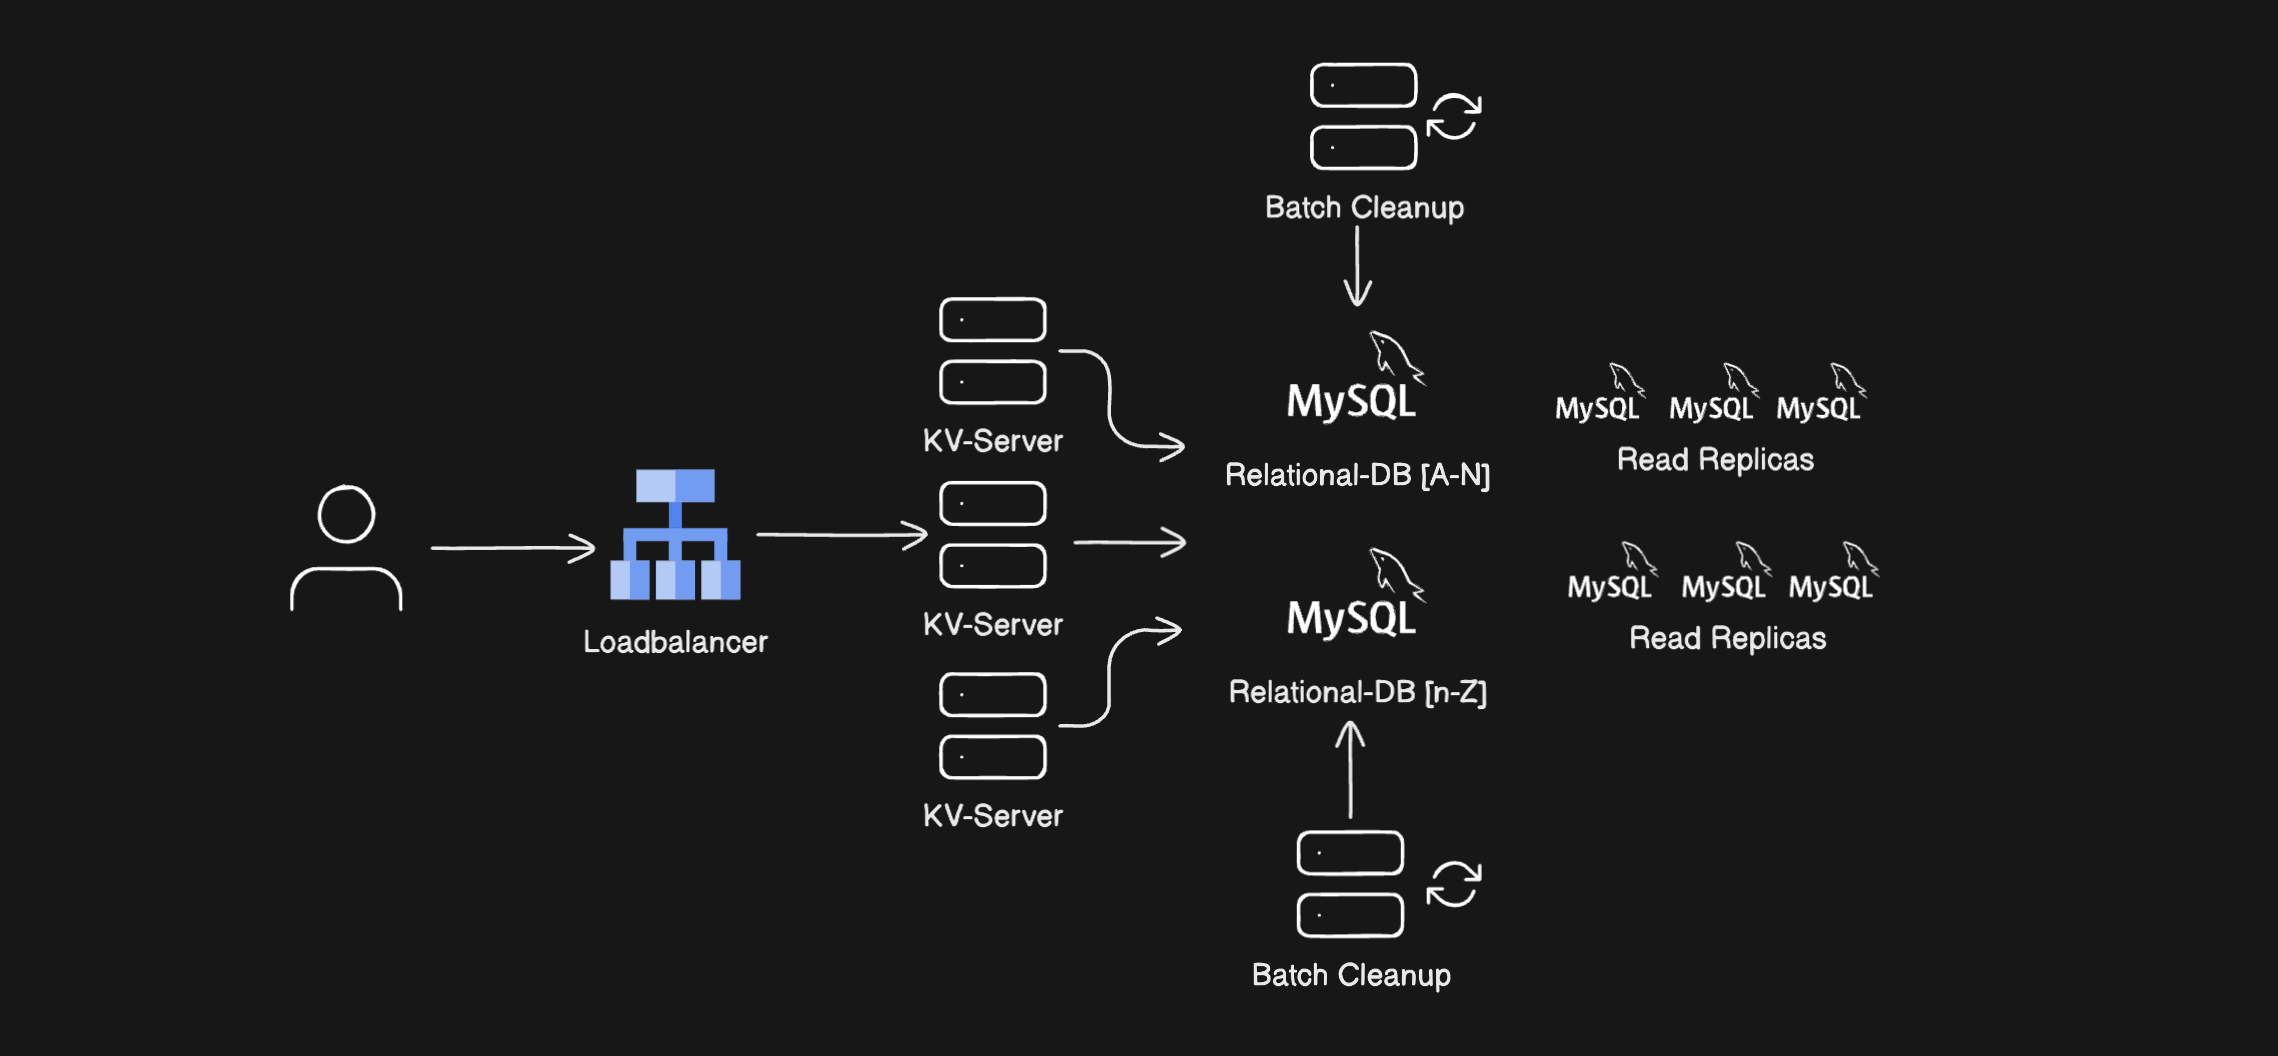 Batch Cleanup
KV-Server
MySQL
Relational-DB [A-N]
MySQL MySQL MySQL
Read Replicas
Loadbalancer
KV-Server
MySQL
Relational-DB [n-Z]
MySQL MySQL MySQL
Read Replicas
KV-Server
Batch Cleanup